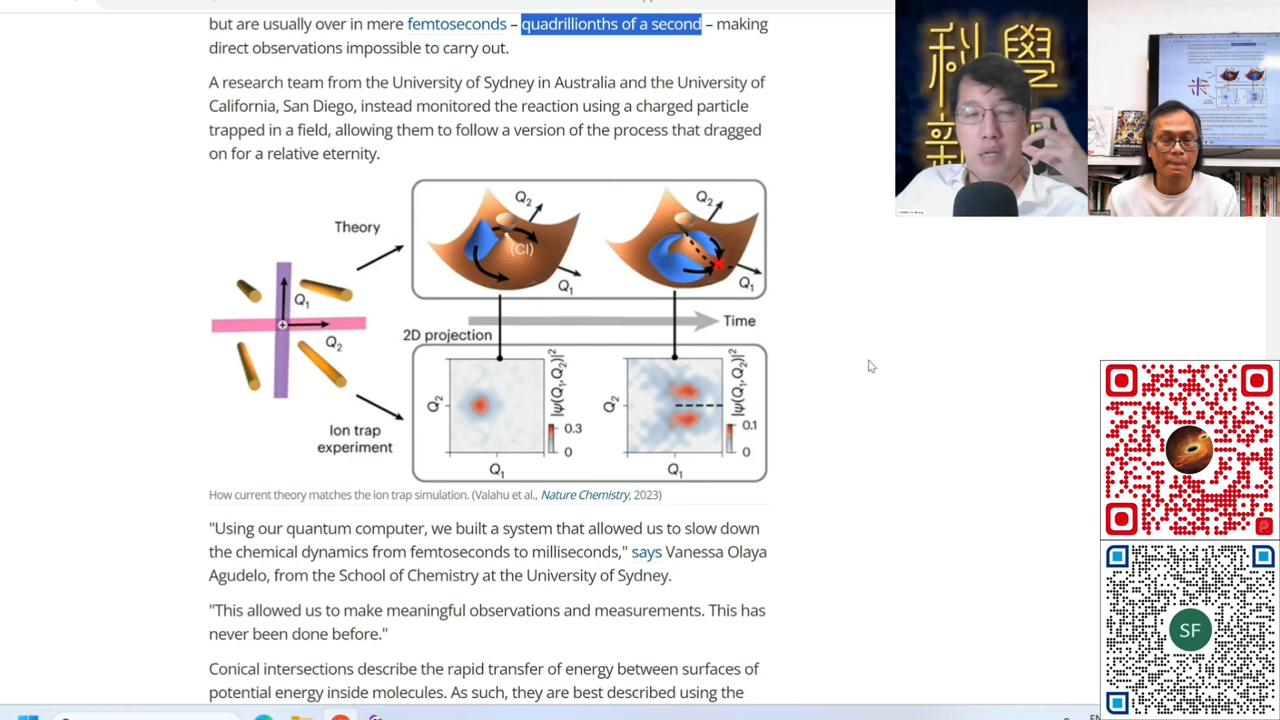 but are usually over in mere femtoseconds – quadrillionths of a second – making
direct observations impossible to carry out.
A research team from the University of Sydney in Australia and the University of
California, San Diego, instead monitored the reaction using a charged particle
trapped in a field, allowing them to follow a version of the process that dragged
on for a relative eternity.
Theory
Q1
Q2
Ion trap
experiment
Q2
(CI)
Q1
Q2
Q1
2D projection
Time
|ψ(Q1, Q2)|²
0.3
0
Q1
Q2
|ψ(Q1, Q2)|²
0.1
0
Q1
How current theory matches the ion trap simulation. (Valahu et al., Nature Chemistry, 2023)
"Using our quantum computer, we built a system that allowed us to slow down
the chemical dynamics from femtoseconds to milliseconds," says Vanessa Olaya
Agudelo, from the School of Chemistry at the University of Sydney.
"This allowed us to make meaningful observations and measurements. This has
never been done before."
Conical intersections describe the rapid transfer of energy between surfaces of
potential energy inside molecules. As such, they are best described using the
科學
新
SF